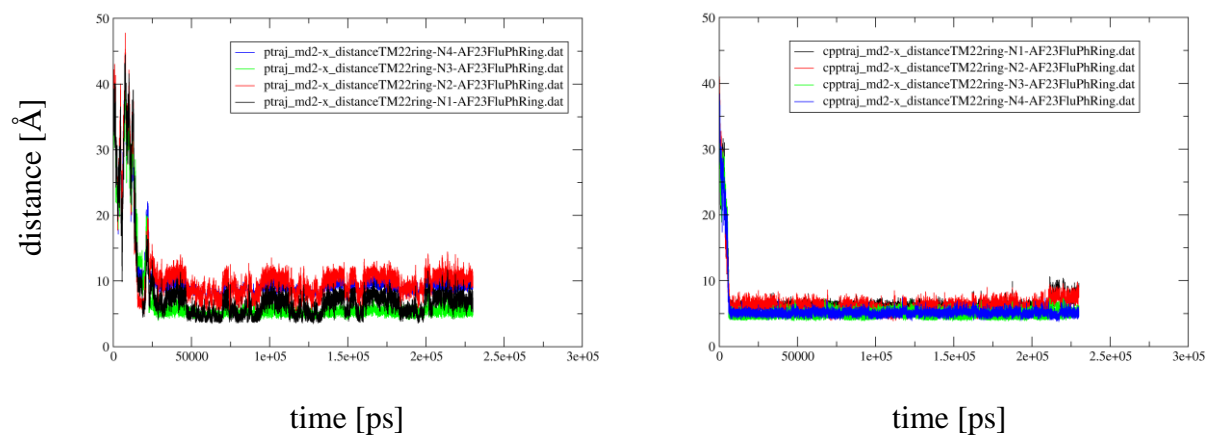 50
40
30
20
10
0
distance [Å]
ptraj_md2-x_distanceTM22ring-N4-AF23FluPhRing.dat
ptraj_md2-x_distanceTM22ring-N3-AF23FluPhRing.dat
ptraj_md2-x_distanceTM22ring-N2-AF23FluPhRing.dat
ptraj_md2-x_distanceTM22ring-N1-AF23FluPhRing.dat
0 50000 1e+05 1.5e+05 2e+05 2.5e+05 3e+05
time [ps]
50
40
30
20
10
0
cpptraj_md2-x_distanceTM22ring-N1-AF23FluPhRing.dat
cpptraj_md2-x_distanceTM22ring-N2-AF23FluPhRing.dat
cpptraj_md2-x_distanceTM22ring-N3-AF23FluPhRing.dat
cpptraj_md2-x_distanceTM22ring-N4-AF23FluPhRing.dat
0 50000 1e+05 1.5e+05 2e+05 2.5e+05 3e+05
time [ps]